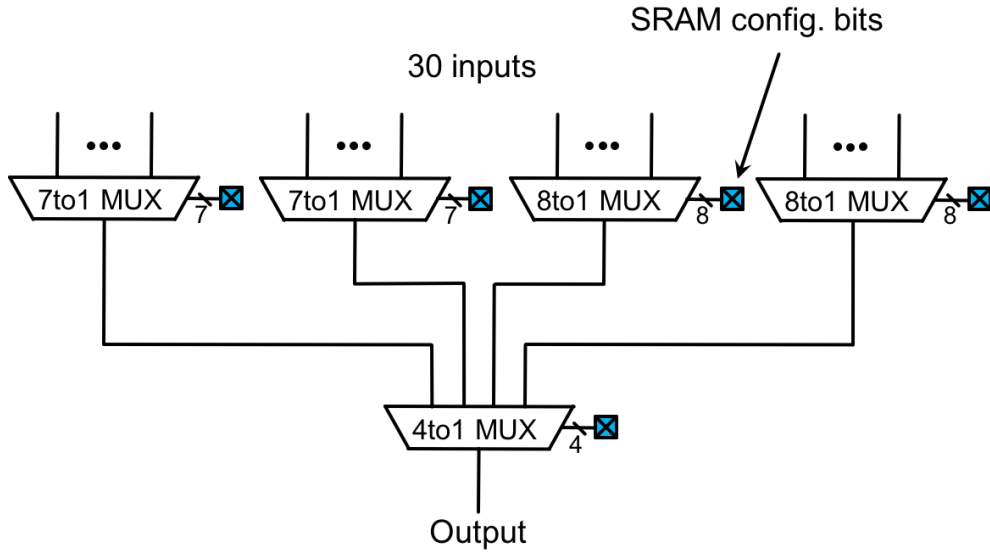 SRAM config. bits
30 inputs
7to1 MUX
7
7to1 MUX
7
8to1 MUX
8
8to1 MUX
8
4to1 MUX
4
Output